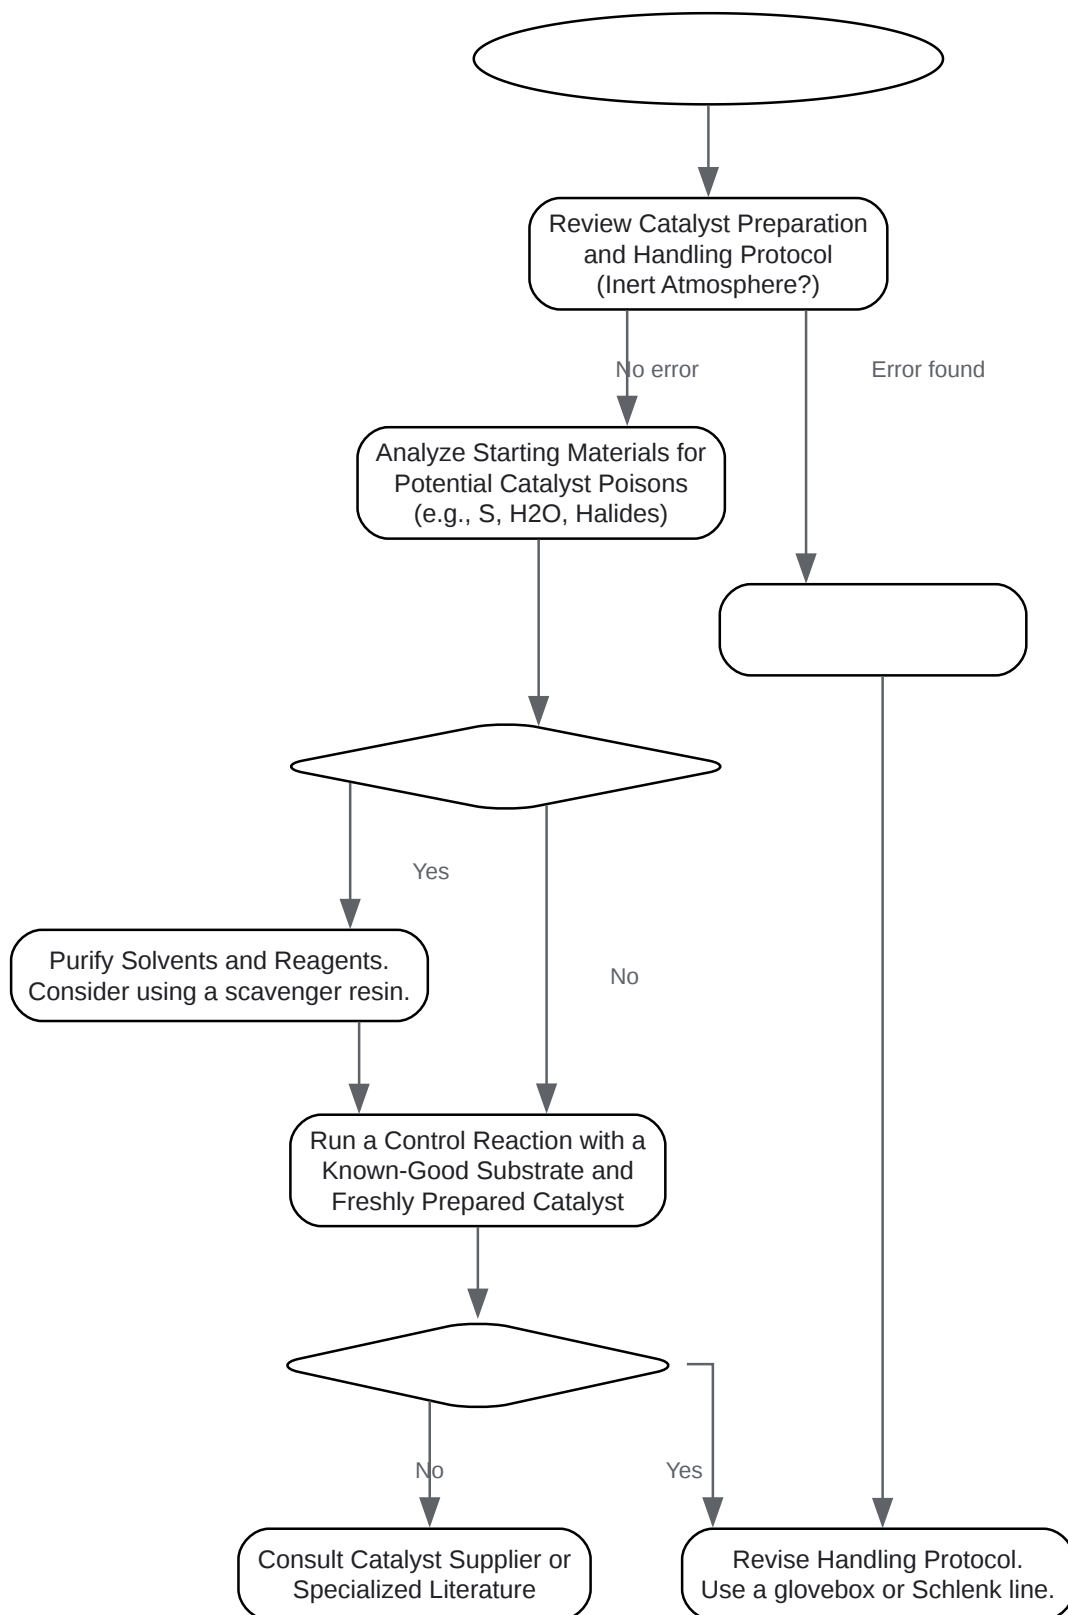 Review Catalyst Preparation
and Handling Protocol
(Inert Atmosphere?)
No error
Error found
Analyze Starting Materials for
Potential Catalyst Poisons
(e.g., S, H2O, Halides)
Yes
Purify Solvents and Reagents.
Consider using a scavenger resin.
No
Run a Control Reaction with a
Known-Good Substrate and
Freshly Prepared Catalyst
No
Yes
Consult Catalyst Supplier or
Specialized Literature
Revise Handling Protocol.
Use a glovebox or Schlenk line.